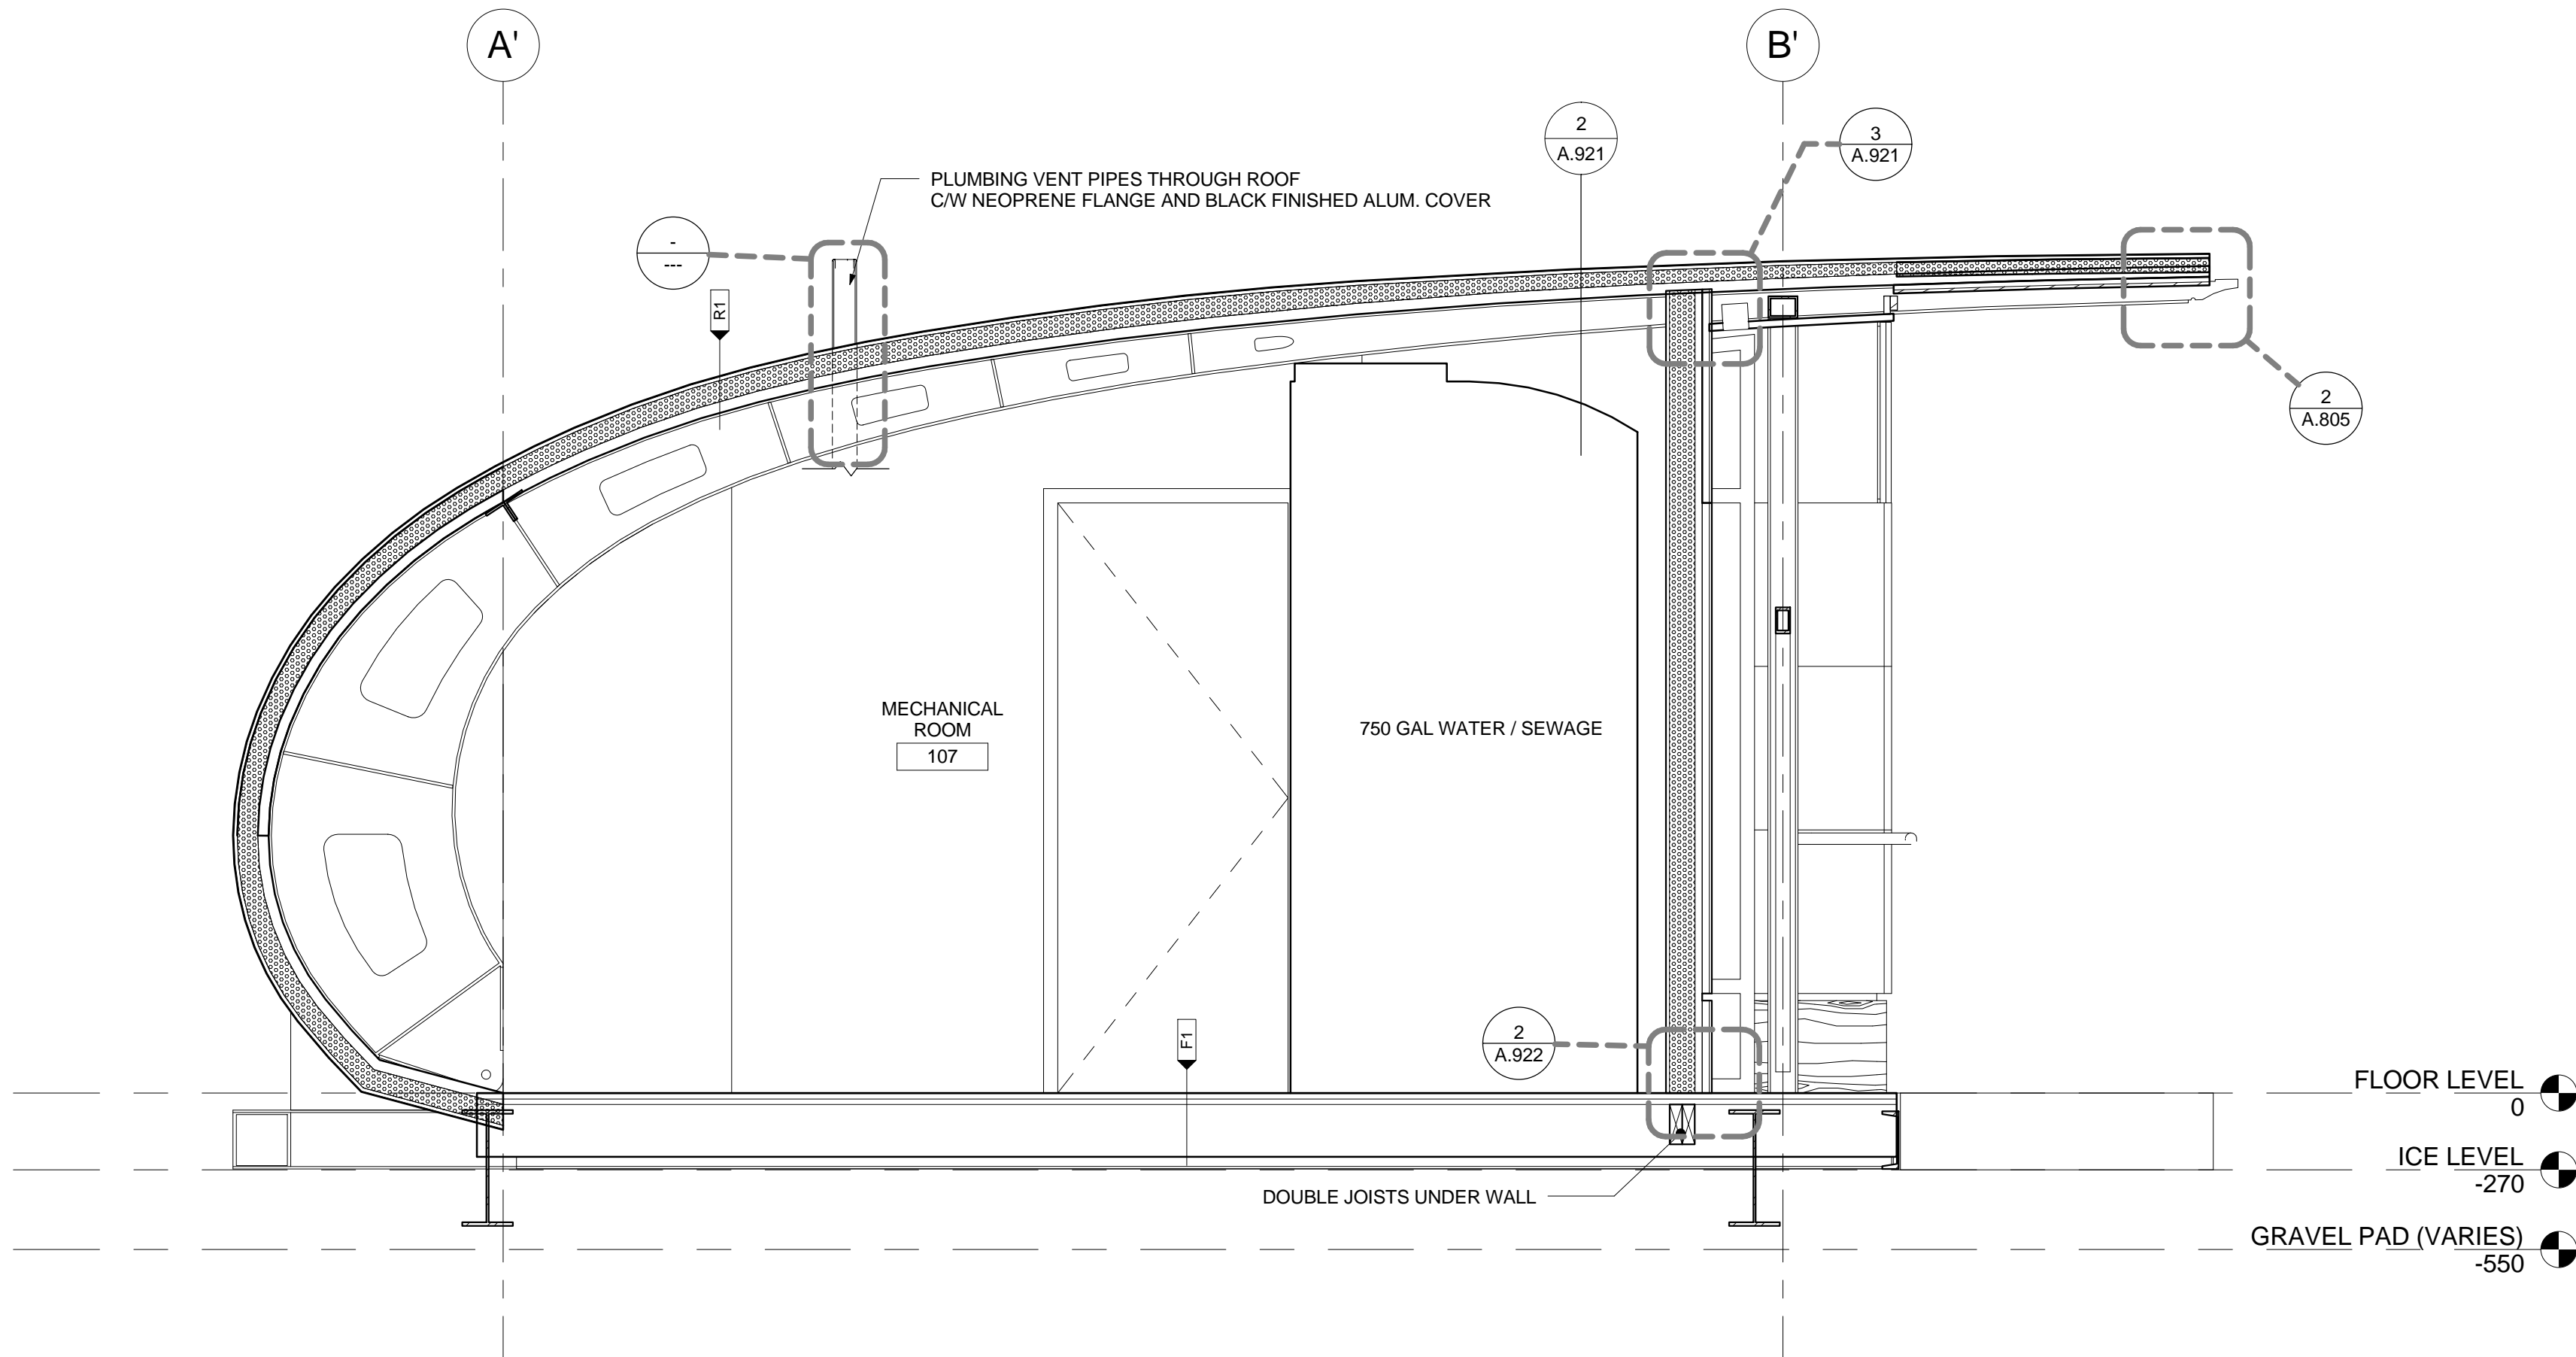 A'
B'
2
A.921
3
A.921
PLUMBING VENT PIPES THROUGH ROOF
C/W NEOPRENE FLANGE AND BLACK FINISHED ALUM. COVER
-
---
R1
2
A.805
MECHANICAL
ROOM
107
750 GAL WATER / SEWAGE
F1
2
A.922
FLOOR LEVEL
0
ICE LEVEL
-270
DOUBLE JOISTS UNDER WALL
GRAVEL PAD (VARIES)
-550